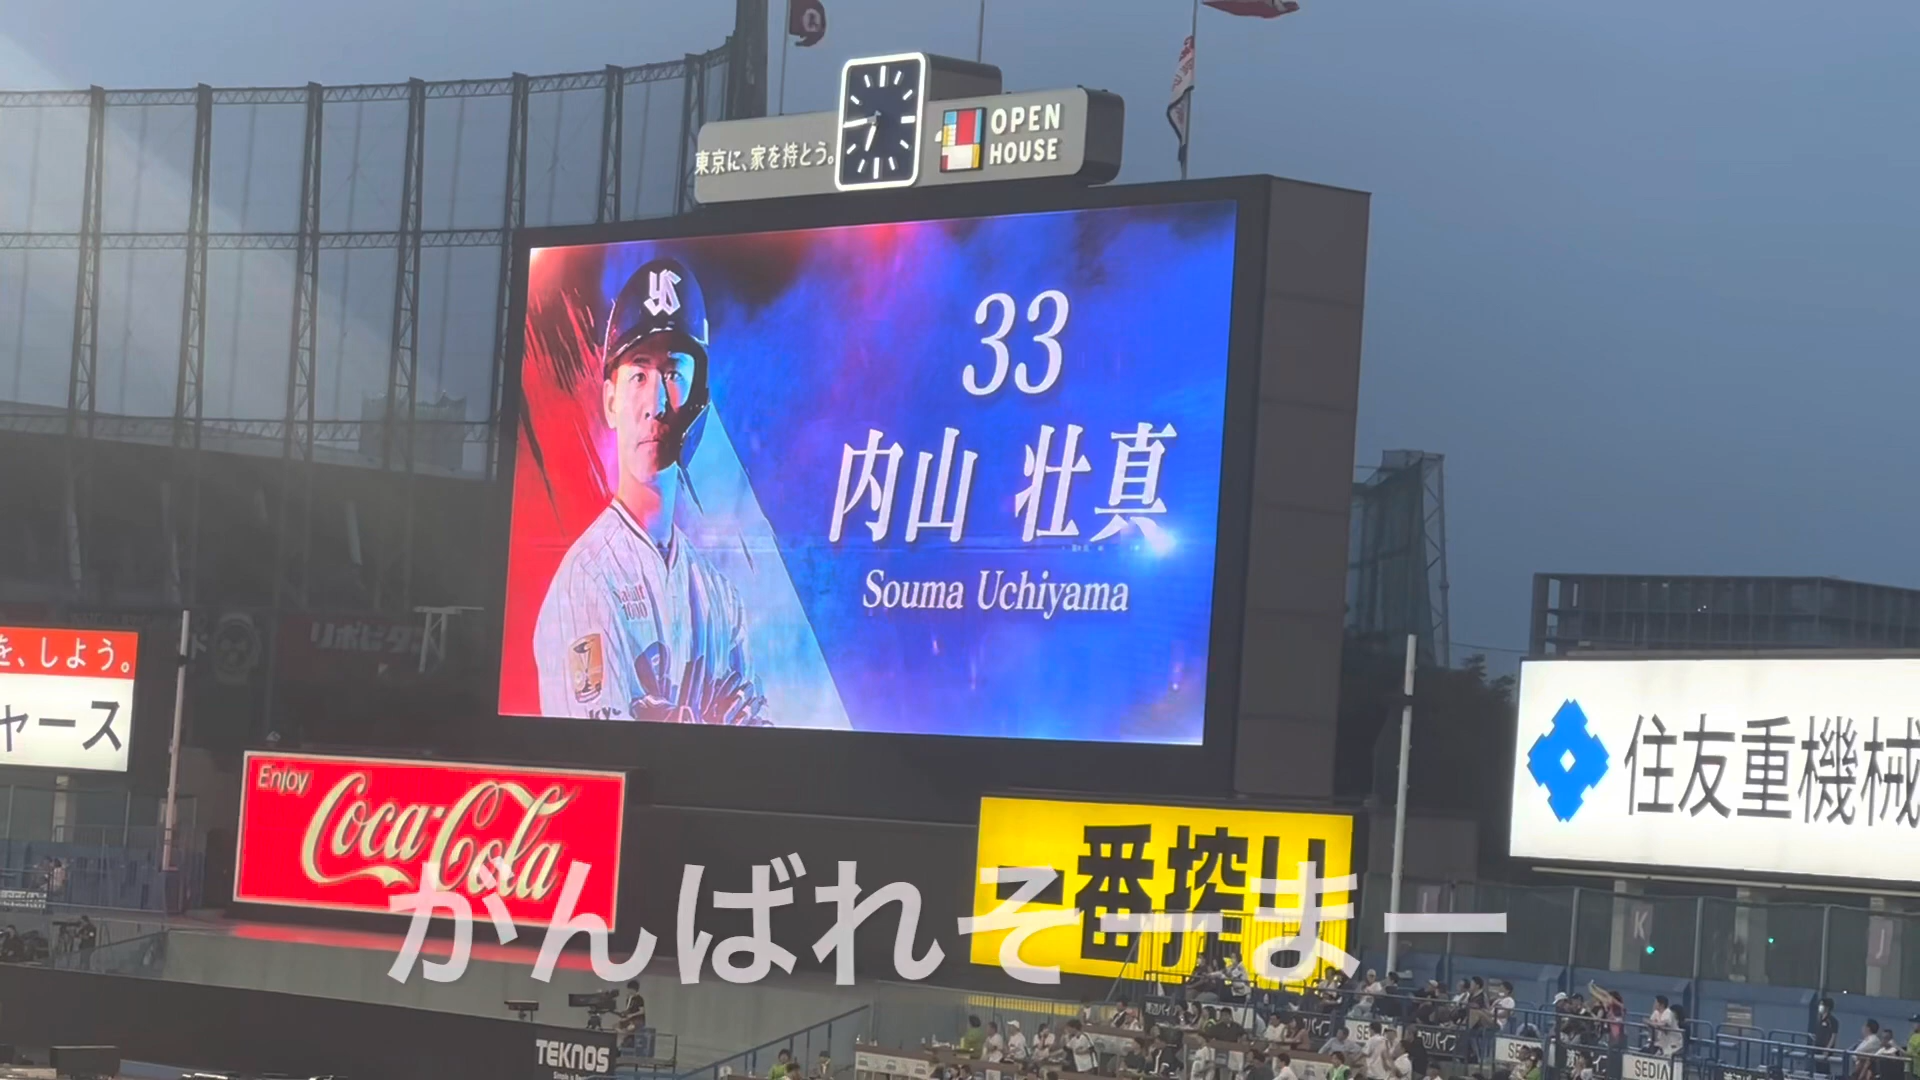 東京に、家を持とう。
OPEN
HOUSE
33
内山 壮真
Souma Uchiyama
Yakult
1000
を、しよう。
ャース
Enjoy
Coca-Cola
一番搾り
住友重機械
がんばれそーまー
TEKNOS
K
J